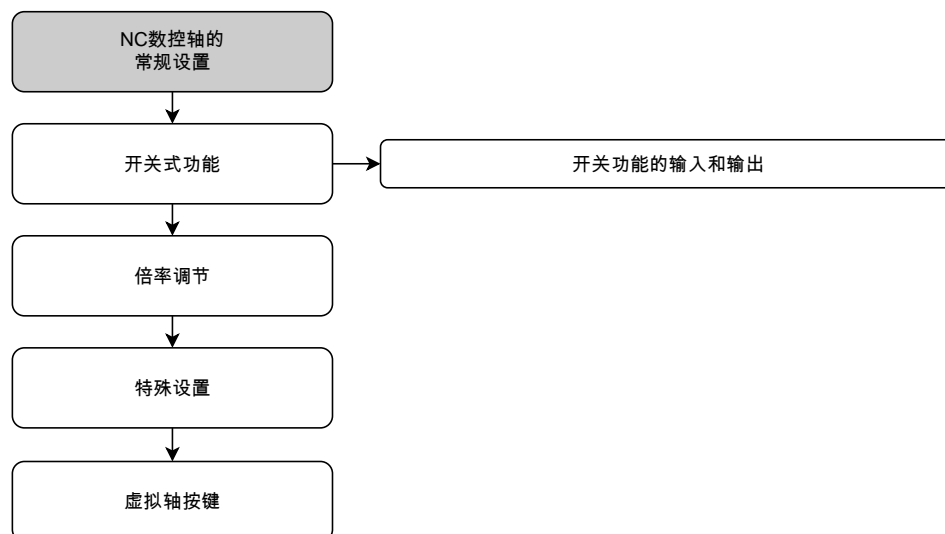 NC数控轴的
常规设置
开关式功能
开关功能的输入和输出
倍率调节
特殊设置
虚拟轴按键